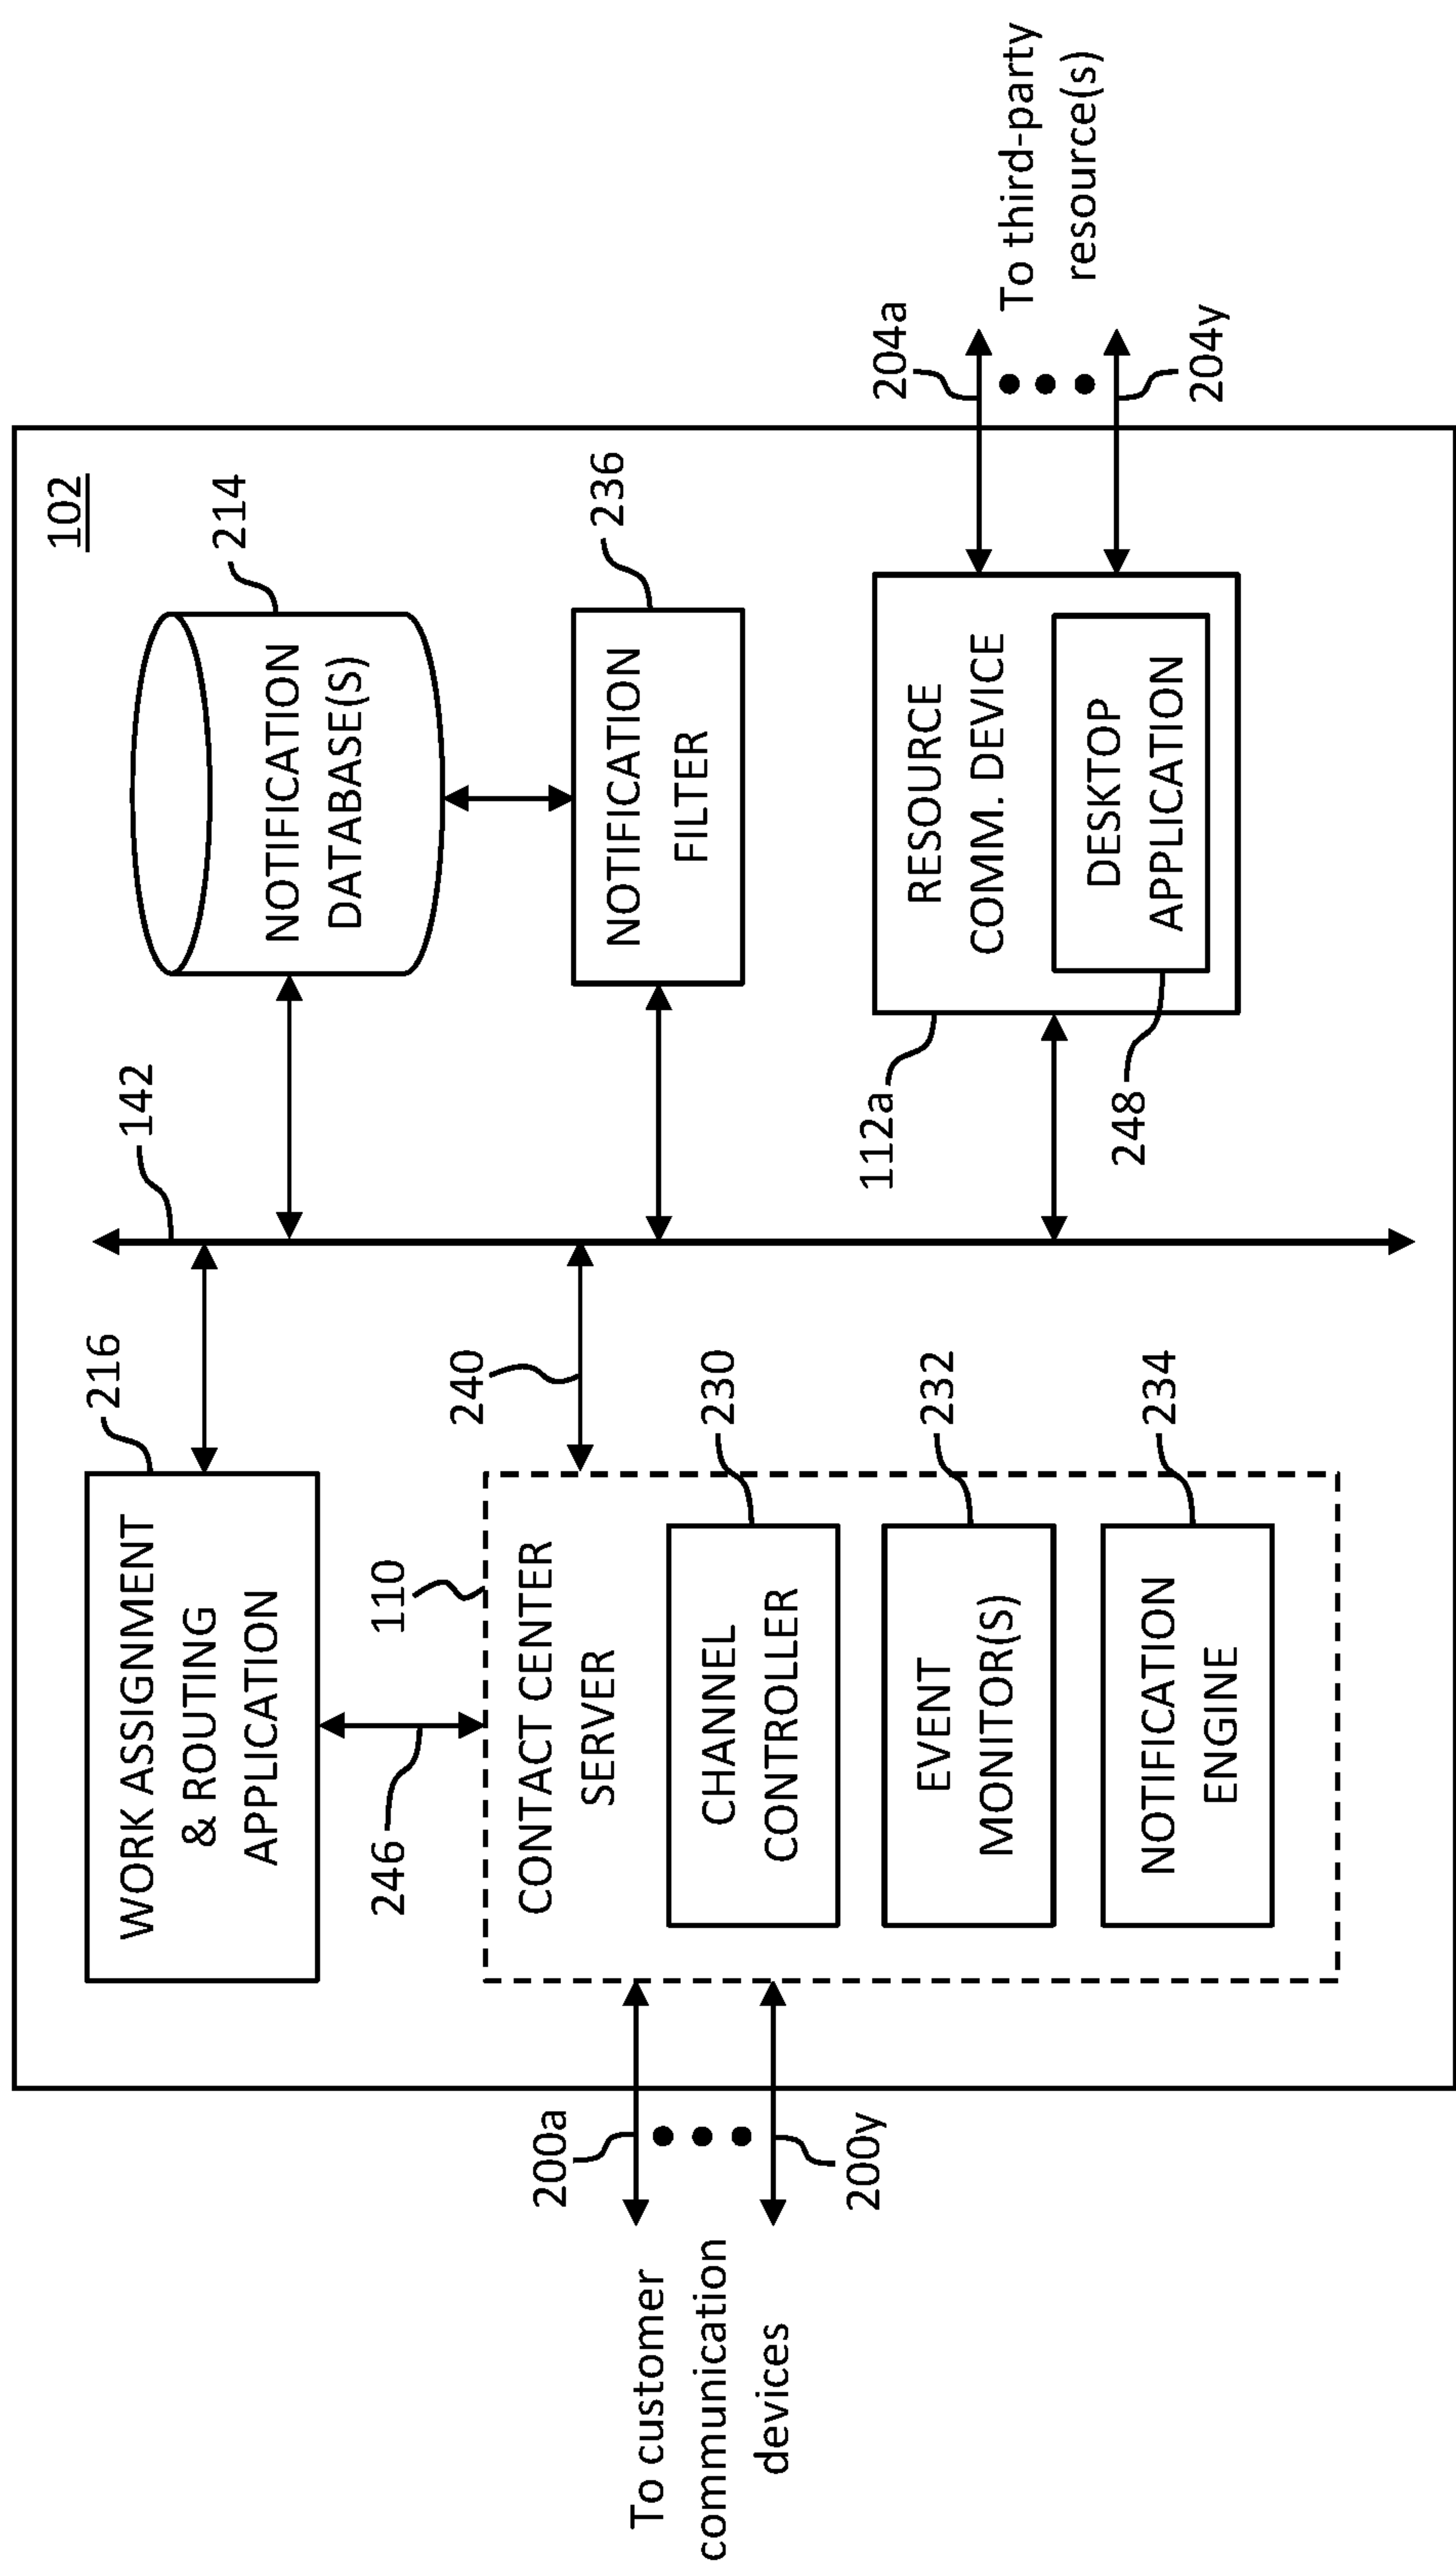 102
WORK ASSIGNMENT
& ROUTING
APPLICATION
216
142
NOTIFICATION
DATABASE(S)
214
246
110
240
CONTACT CENTER
SERVER
CHANNEL
CONTROLLER
230
EVENT
MONITOR(S)
232
NOTIFICATION
ENGINE
234
NOTIFICATION
FILTER
236
112a
RESOURCE
COMM. DEVICE
DESKTOP
APPLICATION
248
200a
200y
To customer
communication
devices
204a
204y
To third-party
resource(s)